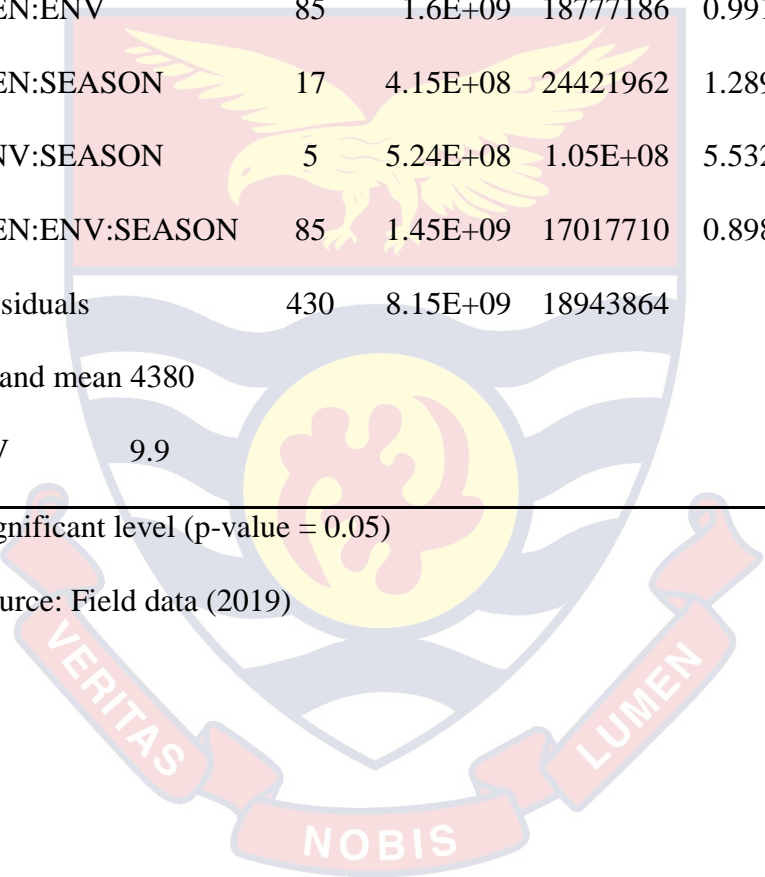 EN:ENV 85 1.6E+09 18777186 0.991
EN:SEASON 17 4.15E+08 24421962 1.289
NV:SEASON 5 5.24E+08 1.05E+08 5.532
EN:ENV:SEASON 85 1.45E+09 17017710 0.898
siduals 430 8.15E+09 18943864
and mean 4380
V 9.9
gnificant level (p-value = 0.05)
urce: Field data (2019)
VERITAS
NOBIS
LUMEN